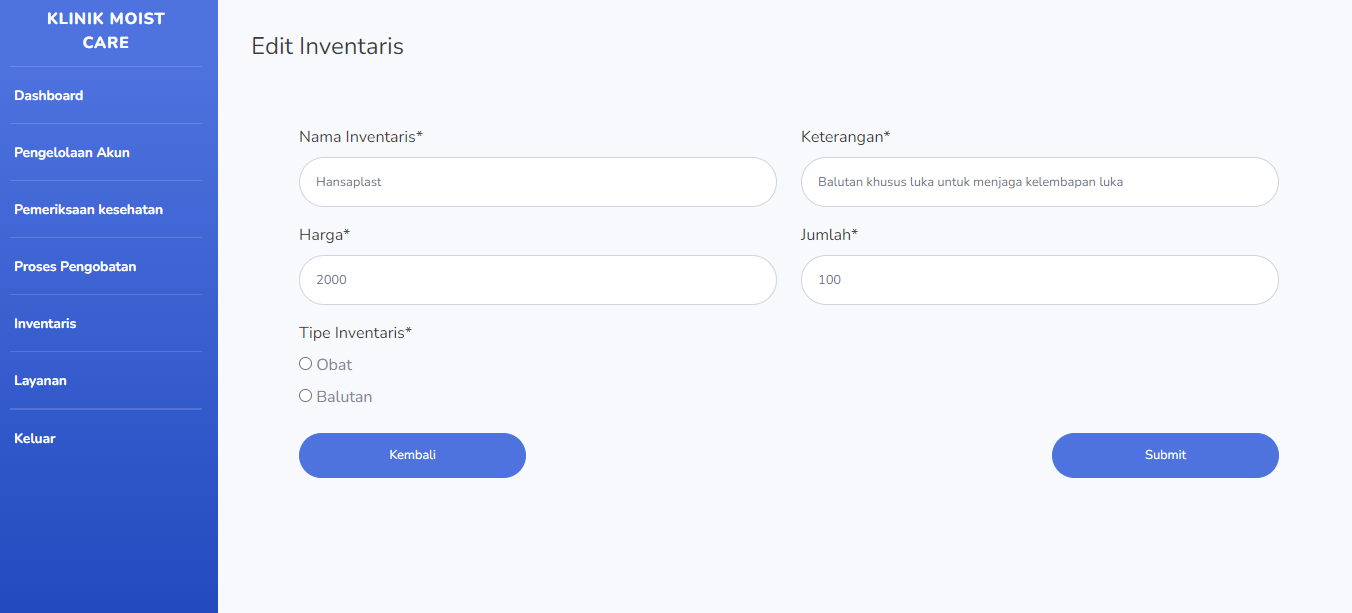 KLINIK MOIST
CARE
Dashboard
Pengelolaan Akun
Pemeriksaan kesehatan
Proses Pengobatan
Inventaris
Layanan
Keluar
Edit Inventaris
Nama Inventaris*
Keterangan*
Hansaplast
Balutan khusus luka untuk menjaga kelembapan luka
Harga*
Jumlah*
2000
100
Tipe Inventaris*
Obat
Balutan
Kembali
Submit